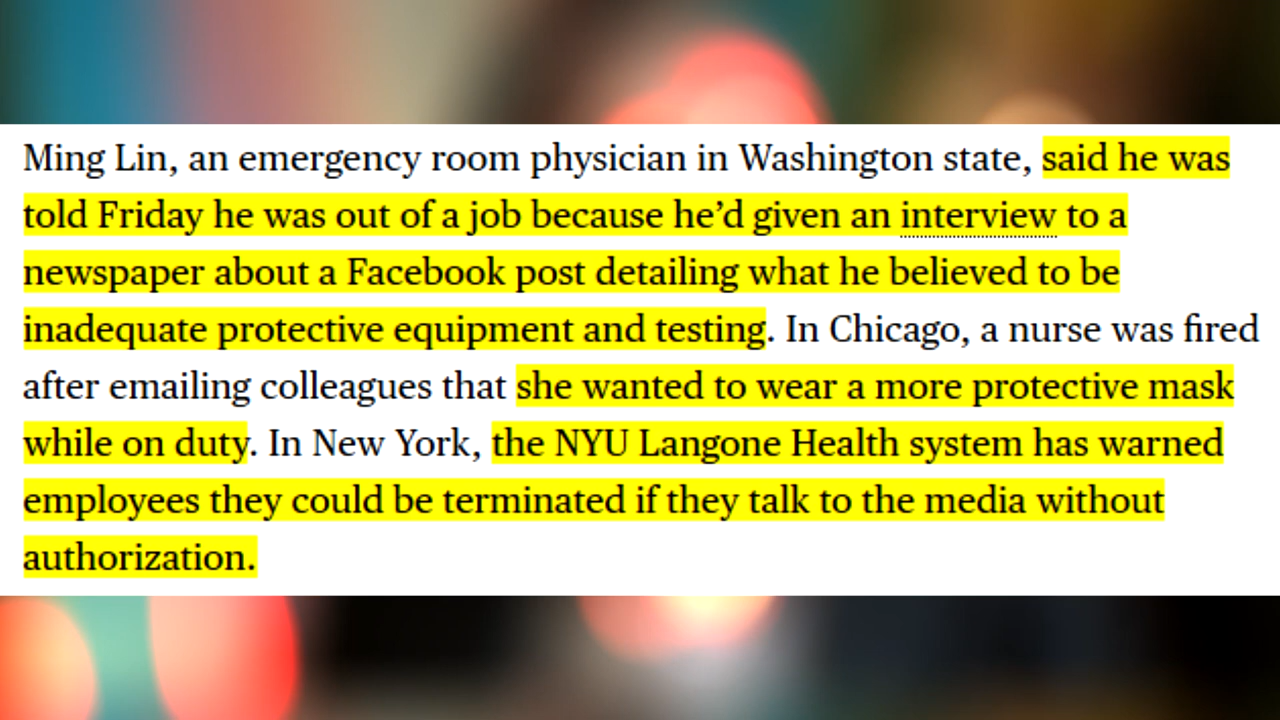 Ming Lin, an emergency room physician in Washington state, said he was
told Friday he was out of a job because he’d given an interview to a
newspaper about a Facebook post detailing what he believed to be
inadequate protective equipment and testing. In Chicago, a nurse was fired
after emailing colleagues that she wanted to wear a more protective mask
while on duty. In New York, the NYU Langone Health system has warned
employees they could be terminated if they talk to the media without
authorization.